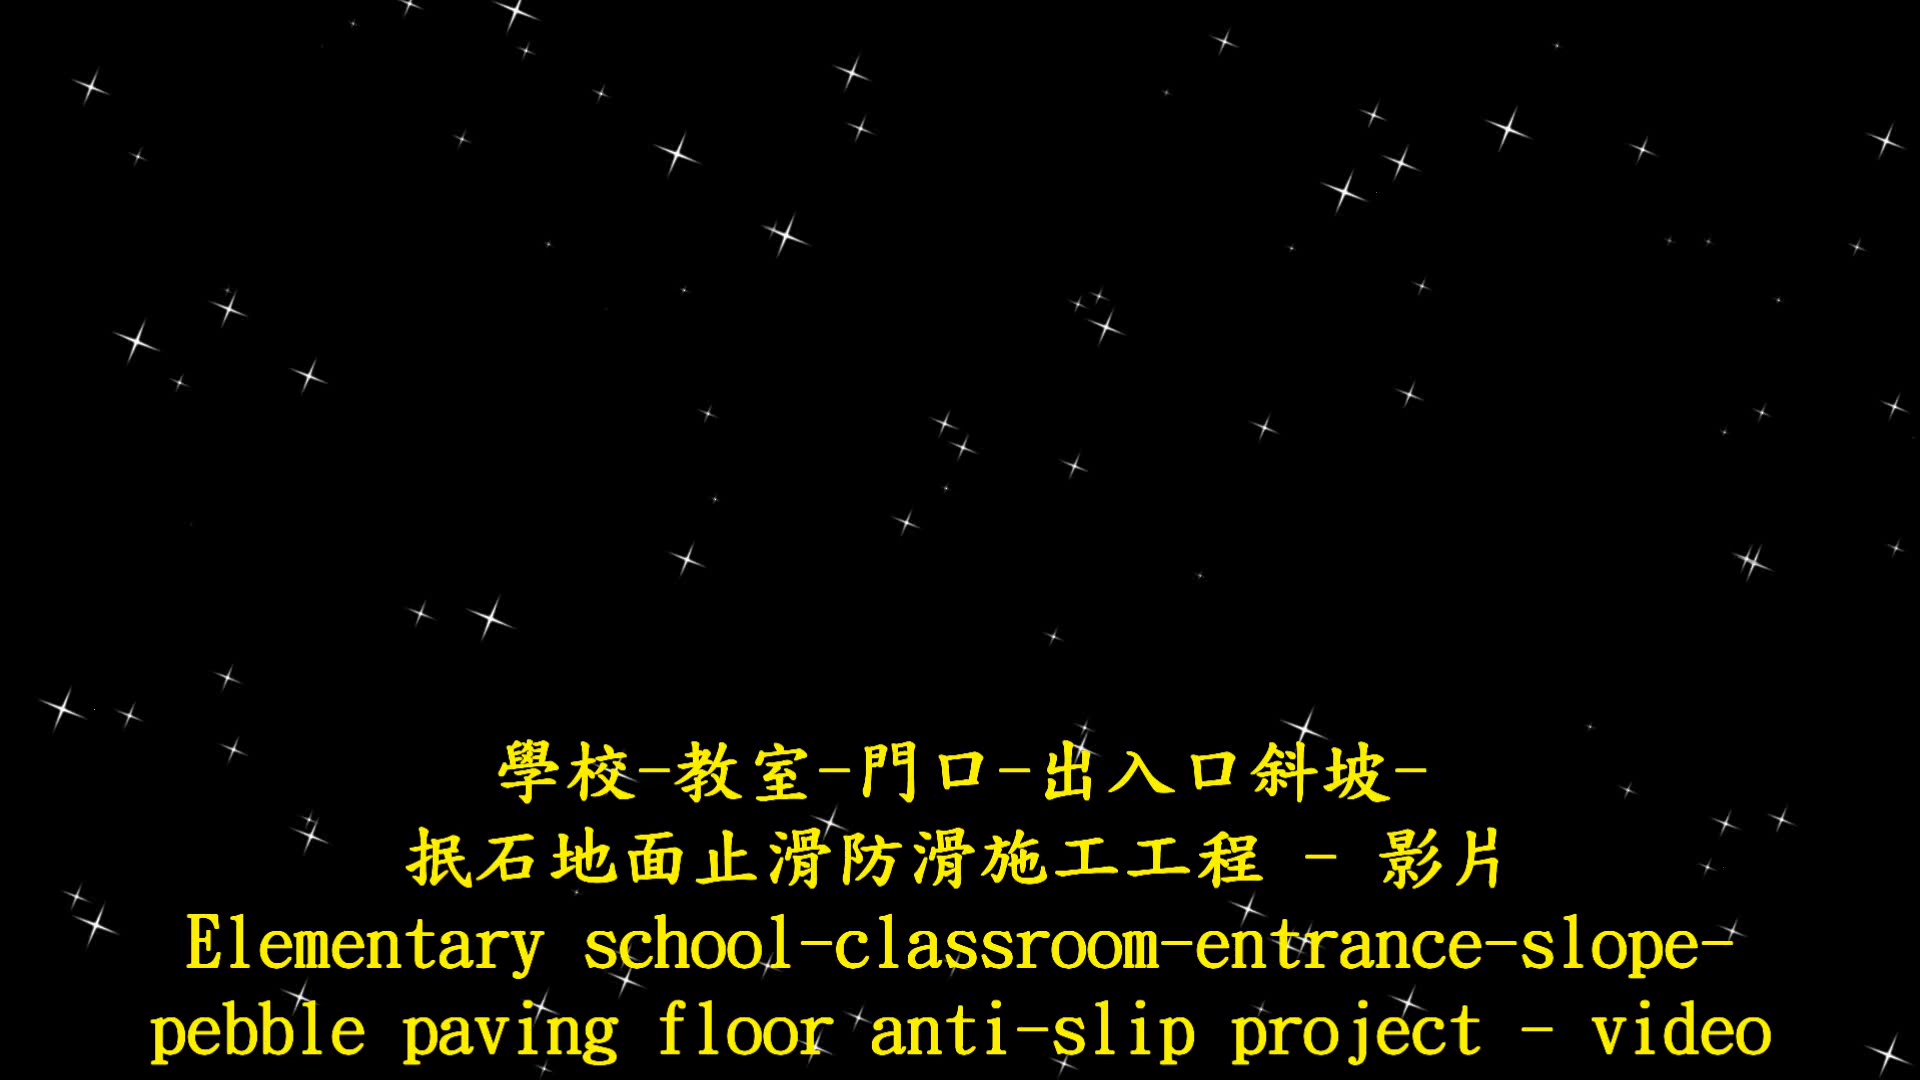 學校-教室-門口-出入口斜坡-
抿石地面止滑防滑施工工程 - 影片
Elementary school-classroom-entrance-slope-
pebble paving floor anti-slip project - video